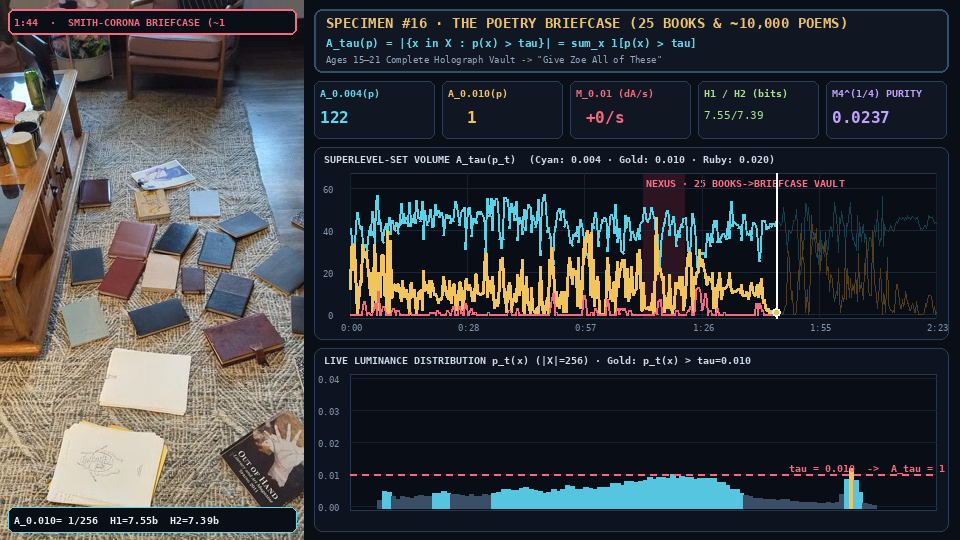 1:44  ·  SMITH-CORONA BRIEFCASE (~1
OUT OF HAND
A_0.010= 1/256  H1=7.55b  H2=7.39b
SPECIMEN #16 · THE POETRY BRIEFCASE (25 BOOKS & ~10,000 POEMS)
A_tau(p) = |{x in X : p(x) > tau}| = sum_x 1[p(x) > tau]
Ages 15–21 Complete Holograph Vault -> "Give Zoe All of These"
A_0.004(p)
122
A_0.010(p)
1
M_0.01 (dA/s)
+0/s
H1 / H2 (bits)
7.55/7.39
M4^(1/4) PURITY
0.0237
SUPERLEVEL-SET VOLUME A_tau(p_t)  (Cyan: 0.004 · Gold: 0.010 · Ruby: 0.020)
NEXUS · 25 BOOKS->BRIEFCASE VAULT
60
40
20
0
0:00
0:28
0:57
1:26
1:55
2:23
LIVE LUMINANCE DISTRIBUTION p_t(x) (|X|=256) · Gold: p_t(x) > tau=0.010
0.04
0.03
0.02
0.01
0.00
tau = 0.010  ->  A_tau = 1